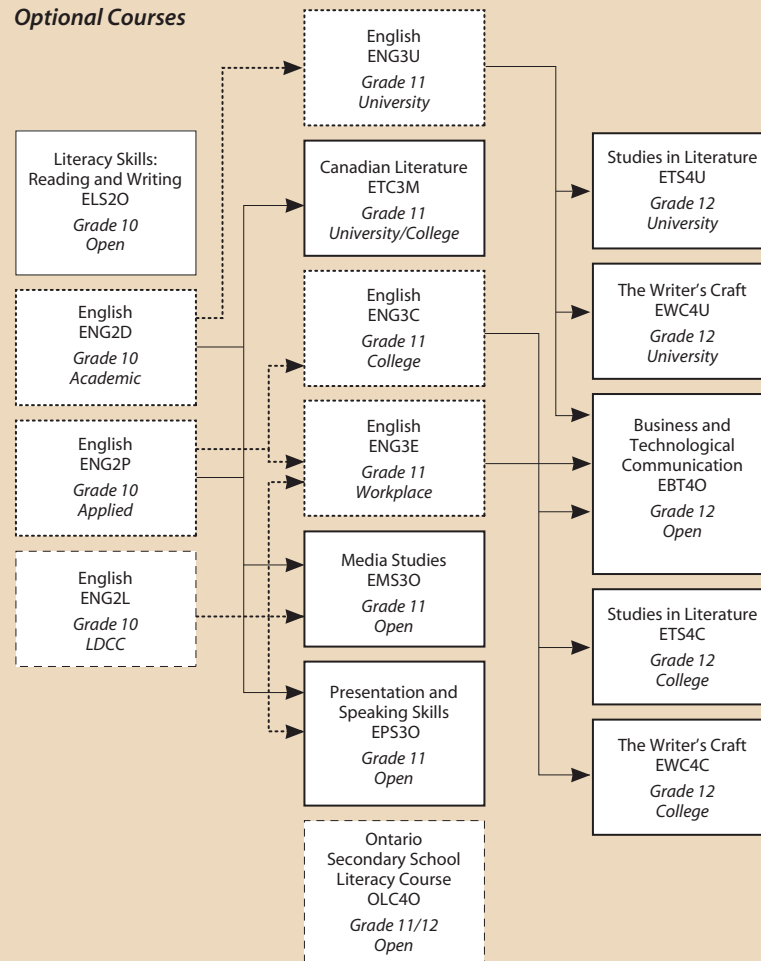 Optional Courses
Literacy Skills:
Reading and Writing
ELS2O
Grade 10
Open
English
ENG2D
Grade 10
Academic
English
ENG2P
Grade 10
Applied
English
ENG2L
Grade 10
LDCC
English
ENG3U
Grade 11
University
Canadian Literature
ETC3M
Grade 11
University/College
English
ENG3C
Grade 11
College
English
ENG3E
Grade 11
Workplace
Media Studies
EMS3O
Grade 11
Open
Presentation and
Speaking Skills
EPS3O
Grade 11
Open
Ontario
Secondary School
Literacy Course
OLC4O
Grade 11/12
Open
Studies in Literature
ETS4U
Grade 12
University
The Writer’s Craft
EWC4U
Grade 12
University
Business and
Technological
Communication
EBT4O
Grade 12
Open
Studies in Literature
ETS4C
Grade 12
College
The Writer’s Craft
EWC4C
Grade 12
College